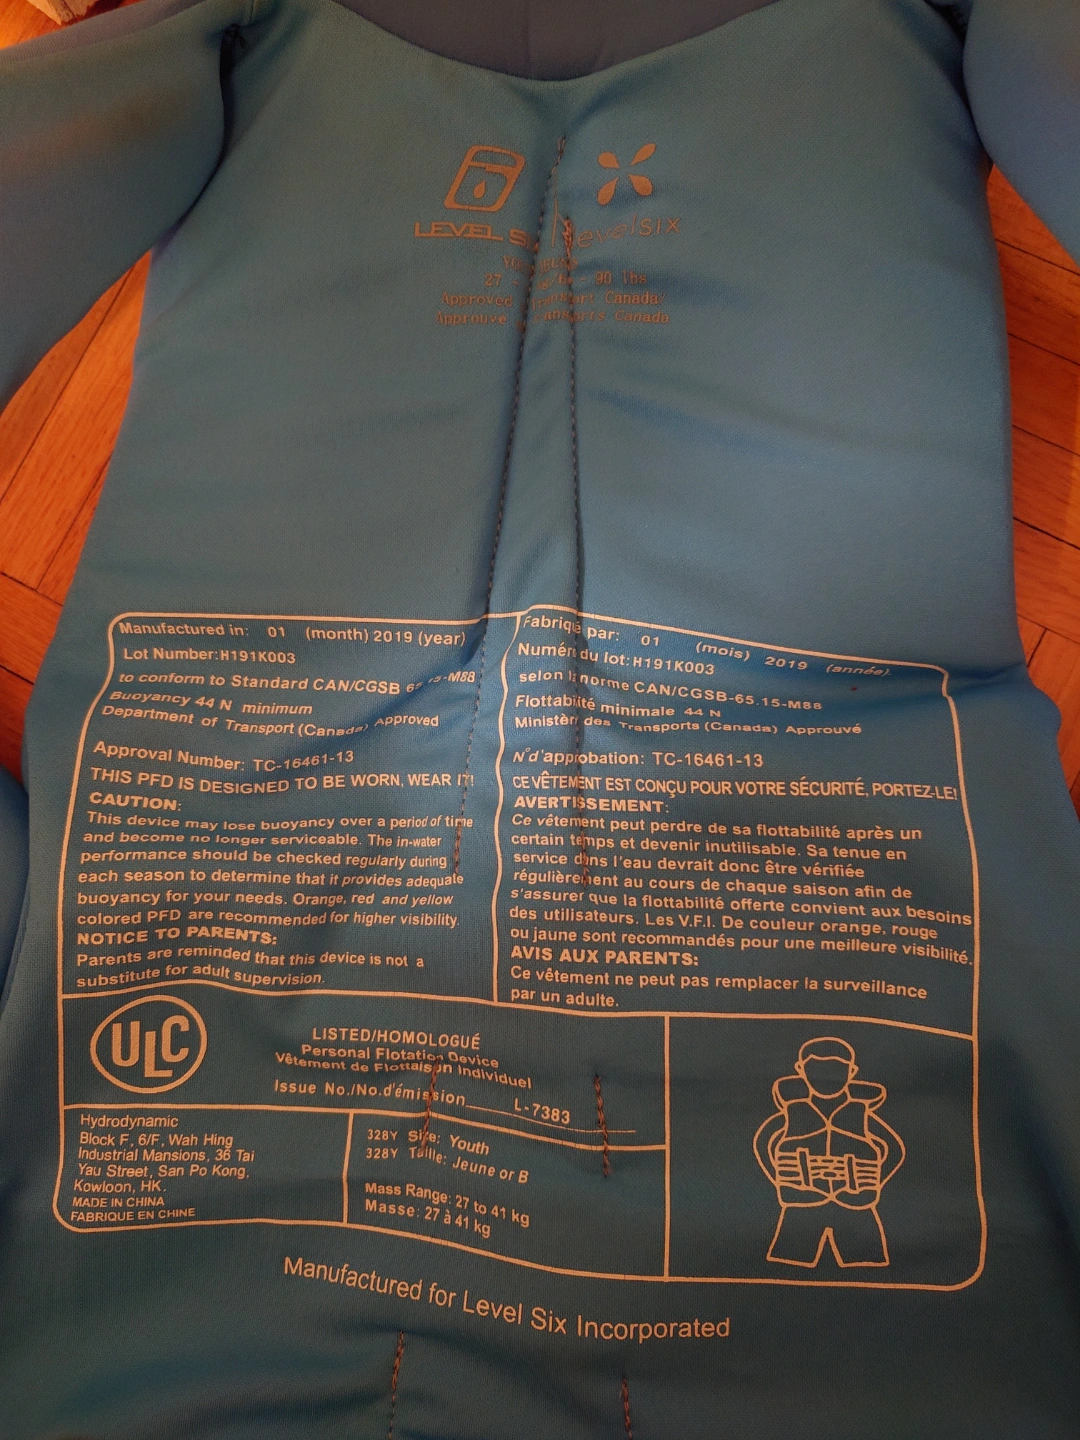 LEVEL
levelsix
27 - 90 lbs
Approved Transport Canada/
Approuvé Transports Canada
Manufactured in: 01 (month) 2019 (year)
Lot Number:H191K003
to conform to Standard CAN/CGSB 65.15-M88
Buoyancy 44 N minimum
Department of Transport (Canada) Approved
Approval Number: TC-16461-13
THIS PFD IS DESIGNED TO BE WORN, WEAR IT!
CAUTION:
This device may lose buoyancy over a period of time
and become no longer serviceable. The in-water
performance should be checked regularly during
each season to determine that it provides adequate
buoyancy for your needs. Orange, red and yellow
colored PFD are recommended for higher visibility.
NOTICE TO PARENTS:
Parents are reminded that this device is not a
substitute for adult supervision.
Fabriqué par: 01 (mois) 2019 (année)
Numéro du lot:H191K003
selon la norme CAN/CGSB-65.15-M88
Flottabilité minimale 44 N
Ministère des Transports (Canada) Approuvé
N°d'approbation: TC-16461-13
CE VÊTEMENT EST CONÇU POUR VOTRE SÉCURITÉ, PORTEZ-LE!
AVERTISSEMENT:
Ce vêtement peut perdre de sa flottabilité après un
certain temps et devenir inutilisable. Sa tenue en
service dans l'eau devrait donc être vérifiée
régulièrement au cours de chaque saison afin de
s'assurer que la flottabilité offerte convient aux besoins
des utilisateurs. Les V.F.I. De couleur orange, rouge
ou jaune sont recommandés pour une meilleure visibilité.
AVIS AUX PARENTS:
Ce vêtement ne peut pas remplacer la surveillance
par un adulte.
ULC
LISTED/HOMOLOGUÉ
Personal Flotation Device
Vêtement de Flottaison Individuel
Issue No./No.d'émission L-7383
Hydrodynamic
Block F, 6/F, Wah Hing
Industrial Mansions, 36 Tai
Yau Street, San Po Kong,
Kowloon, HK.
MADE IN CHINA
FABRIQUE EN CHINE
328Y Size: Youth
328Y Taille: Jeune or B
Mass Range: 27 to 41 kg
Masse: 27 à 41 kg
Manufactured for Level Six Incorporated